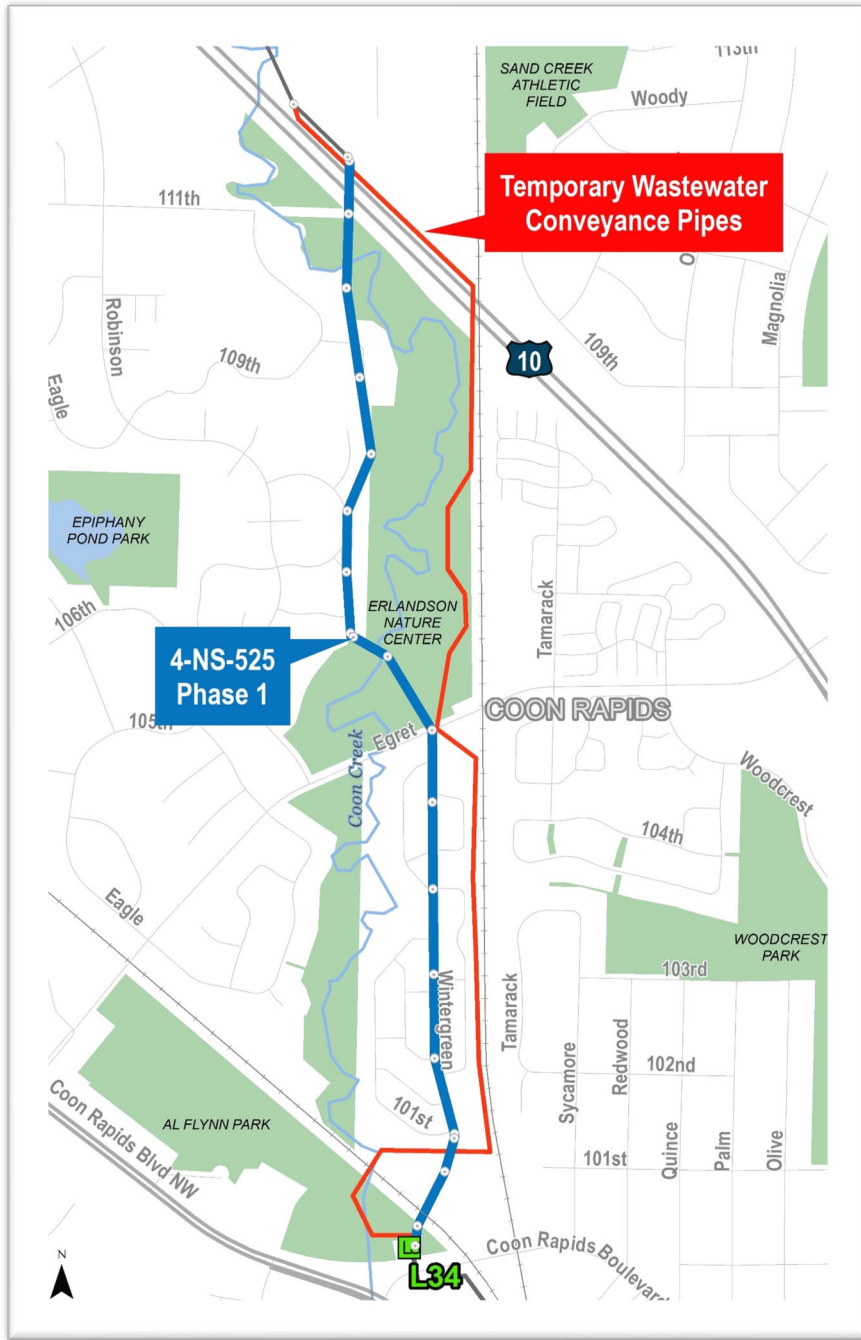 113th
SAND CREEK
ATHLETIC
FIELD
Woody
Temporary Wastewater
Conveyance Pipes
111th
Magnolia
Robinson
109th
10
109th
Eagle
EPIPHANY
POND PARK
Tamarack
106th
ERLANDSON
NATURE
CENTER
4-NS-525
Phase 1
COON RAPIDS
105th
Egret
Coon Creek
Woodcrest
104th
Eagle
WOODCREST
PARK
103rd
Wintergreen
Tamarack
Sycamore
Redwood
102nd
101st
Coon Rapids Blvd NW
AL FLYNN PARK
Quince
Palm
Olive
101st
N
L34
Coon Rapids Boulevard